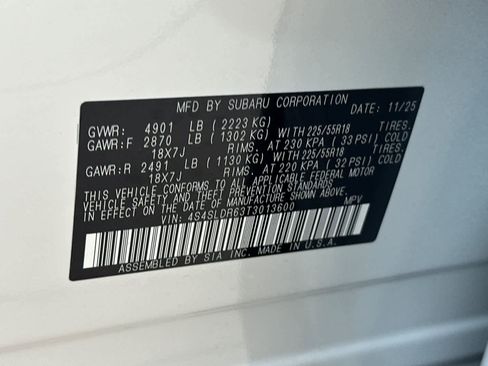 MFD BY SUBARU CORPORATION
DATE: 11/25
GVWR: 4901 LB (2223 KG)
GAWR:F 2870 LB (1302 KG) WITH 225/55R18 TIRES.
18X7J RIMS. AT 230 KPA (33 PSI) COLD
GAWR:R 2491 LB (1130 KG) WITH 225/55R18 TIRES.
18X7J RIMS. AT 220 KPA (32 PSI) COLD
THIS VEHICLE CONFORMS TO ALL APPLICABLE FEDERAL MOTOR
VEHICLE SAFETY AND THEFT PREVENTION STANDARDS
IN EFFECT ON THE DATE OF MANUFACTURE SHOWN ABOVE.
VIN: 4S4SLDR63T3013600 MPV
ASSEMBLED BY SIA INC. MADE IN U.S.A.